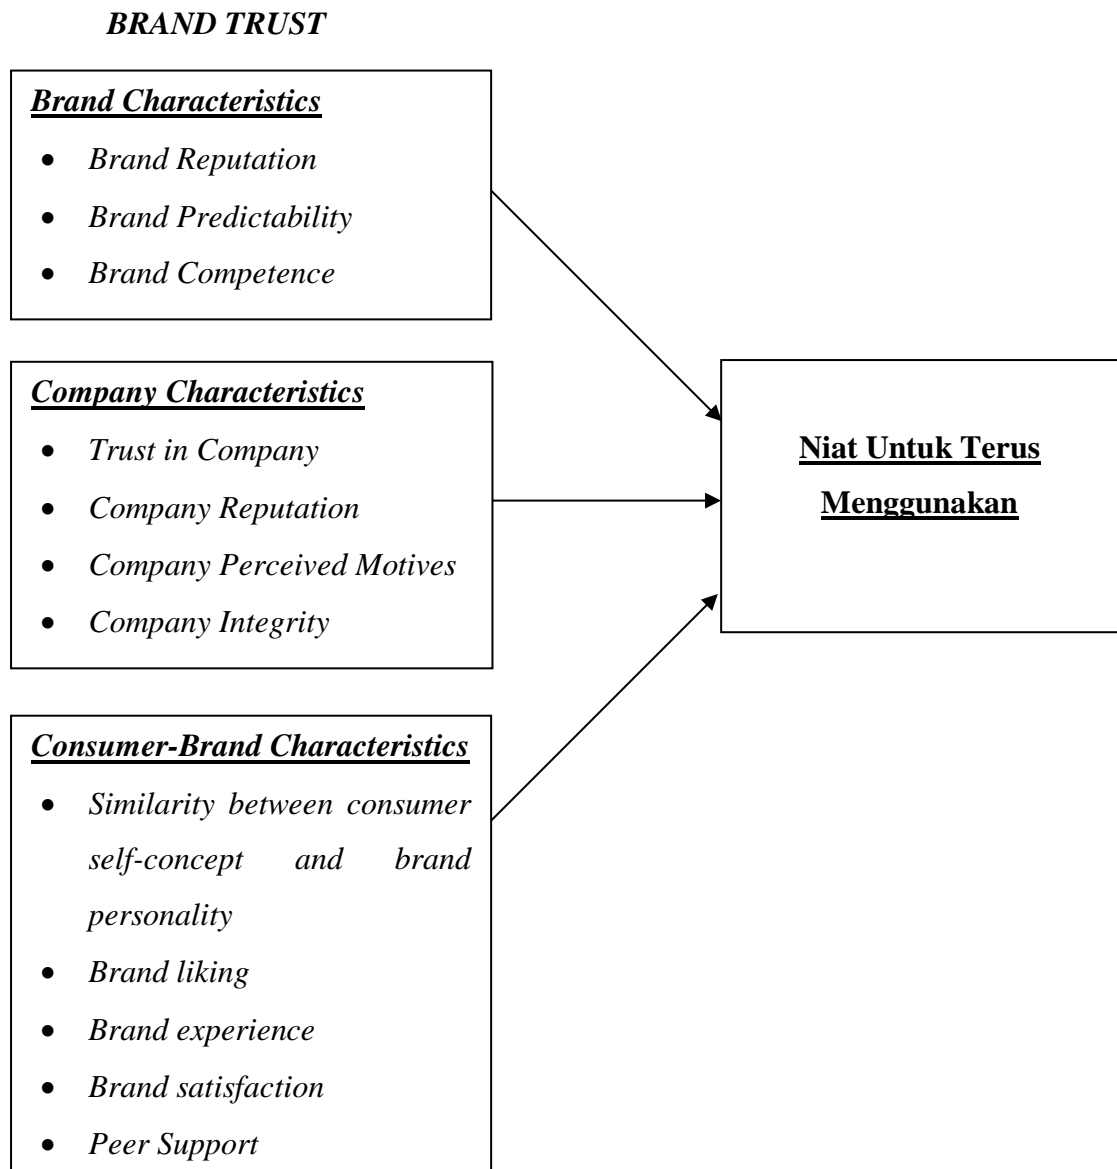 BRAND TRUST
Brand Characteristics
• Brand Reputation
• Brand Predictability
• Brand Competence
Company Characteristics
• Trust in Company
• Company Reputation
• Company Perceived Motives
• Company Integrity
Consumer-Brand Characteristics
• Similarity between consumer
self-concept and brand
personality
• Brand liking
• Brand experience
• Brand satisfaction
• Peer Support
Niat Untuk Terus
Menggunakan